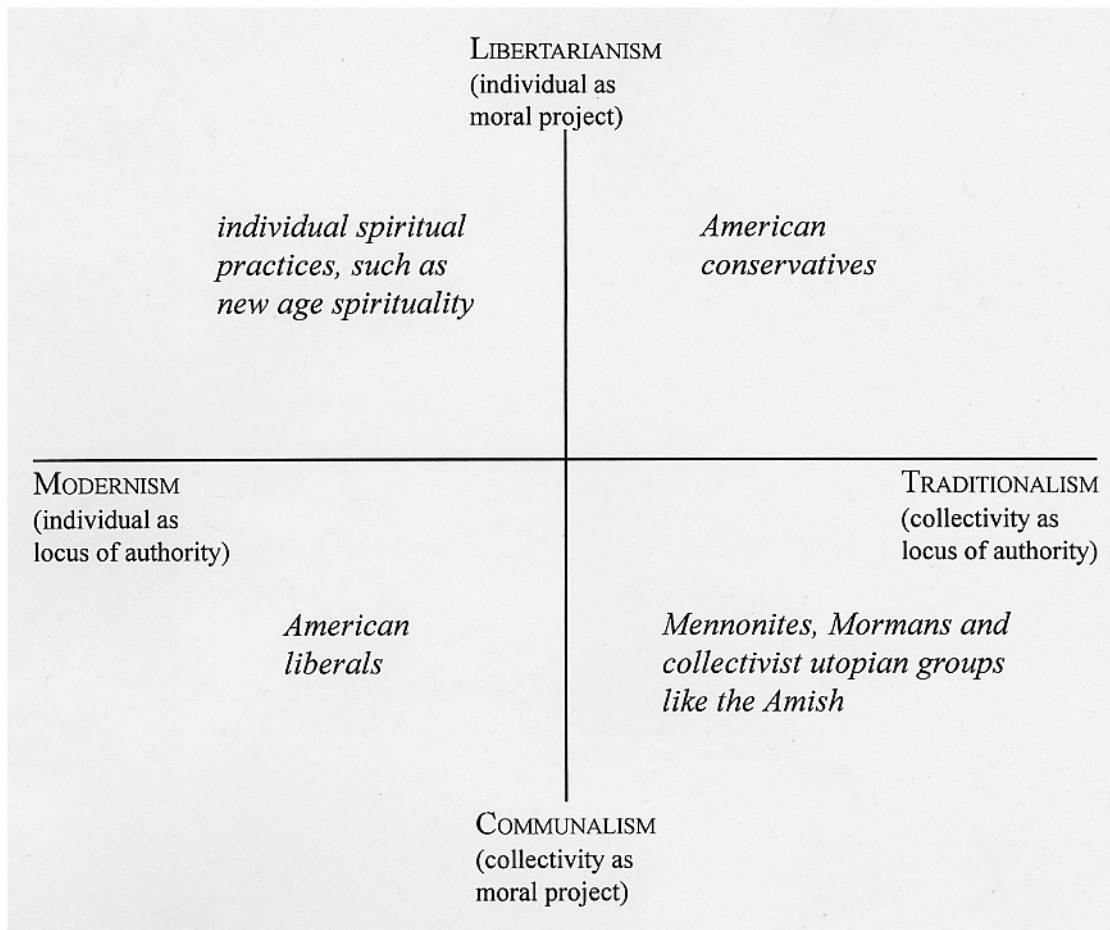 LIBERTARIANISM
(individual as
moral project)
individual spiritual
practices, such as
new age spirituality
American
conservatives
MODERNISM
(individual as
locus of authority)
TRADITIONALISM
(collectivity as
locus of authority)
American
liberals
Mennonites, Mormans and
collectivist utopian groups
like the Amish
COMMUNALISM
(collectivity as
moral project)